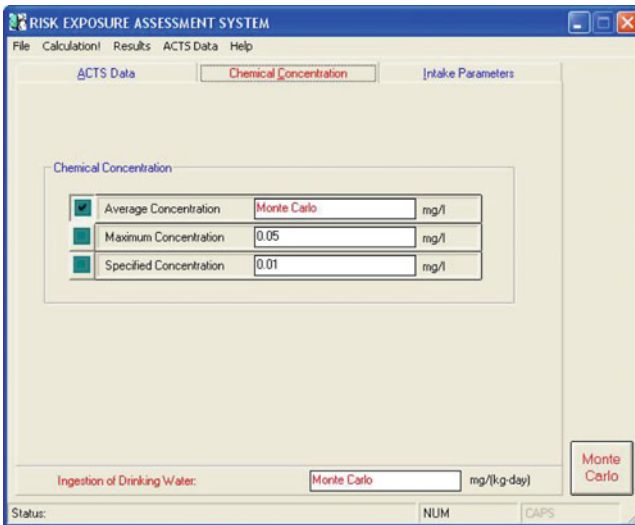 RISK EXPOSURE ASSESSMENT SYSTEM
File Calculation! Results ACTS Data Help
ACTS Data Chemical Concentration Intake Parameters
Chemical Concentration
Average Concentration Monte Carlo mg/l
Maximum Concentration 0.05 mg/l
Specified Concentration 0.01 mg/l
Monte
Carlo
Ingestion of Drinking Water: Monte Carlo mg/(kg-day)
Status: NUM CAPS